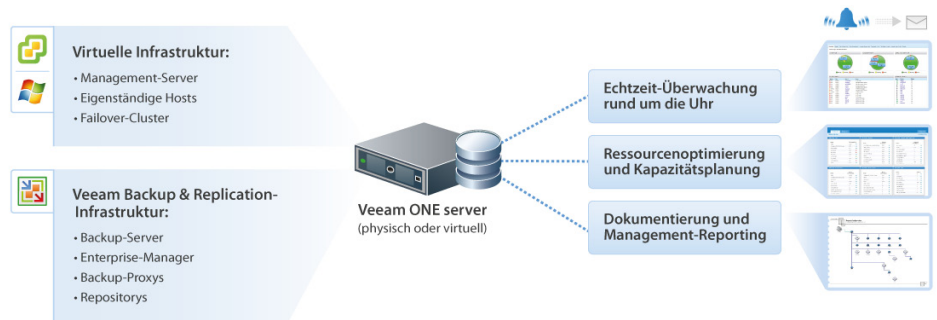 Virtuelle Infrastruktur:
• Management-Server
• Eigenständige Hosts
• Failover-Cluster
Veeam Backup & Replication-
Infrastruktur:
• Backup-Server
• Enterprise-Manager
• Backup-Proxys
• Repositorys
Veeam ONE server
(physisch oder virtuell)
Echtzeit-Überwachung
rund um die Uhr
Ressourcenoptimierung
und Kapazitätsplanung
Dokumentierung und
Management-Reporting